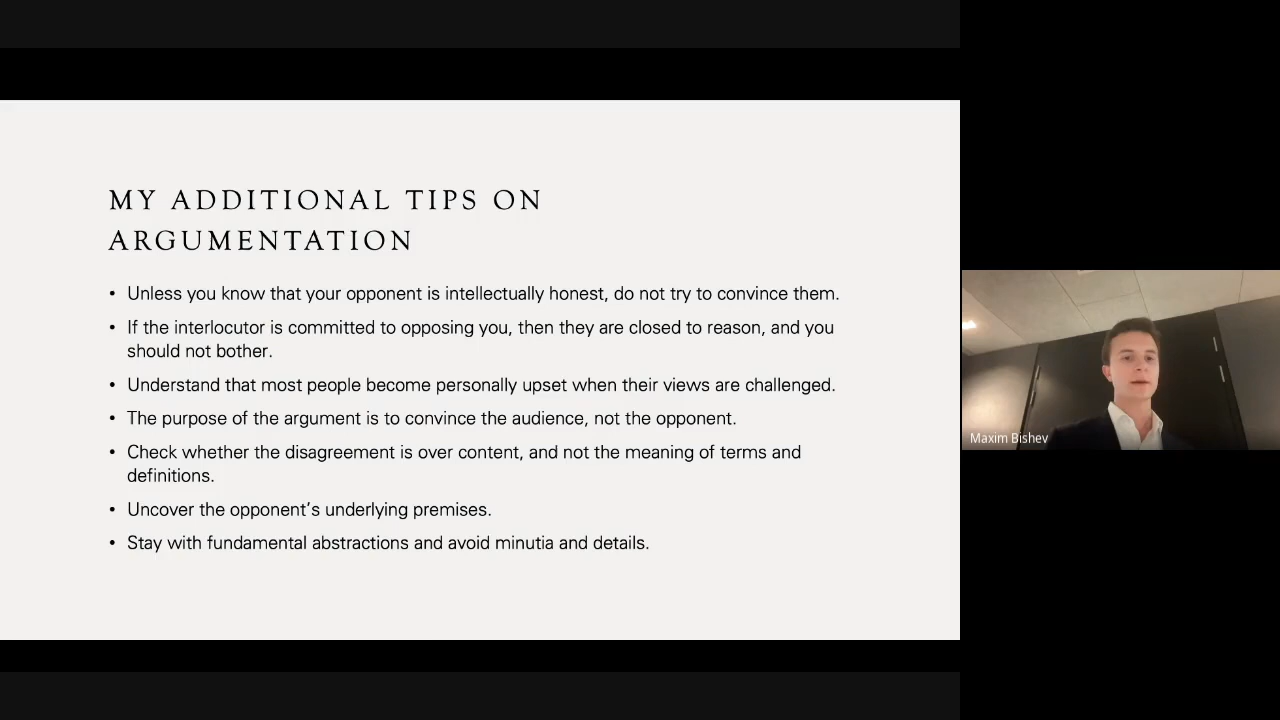 MY ADDITIONAL TIPS ON
ARGUMENTATION
• Unless you know that your opponent is intellectually honest, do not try to convince them.
• If the interlocutor is committed to opposing you, then they are closed to reason, and you
should not bother.
• Understand that most people become personally upset when their views are challenged.
• The purpose of the argument is to convince the audience, not the opponent.
• Check whether the disagreement is over content, and not the meaning of terms and
definitions.
• Uncover the opponent’s underlying premises.
• Stay with fundamental abstractions and avoid minutia and details.
Maxim Bishev